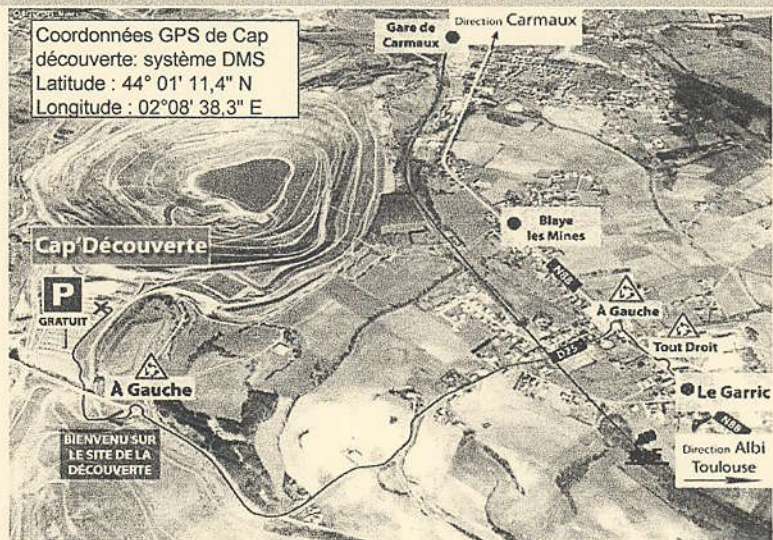 Coordonnées GPS de Cap
découverte: système DMS
Latitude : 44° 01' 11,4" N
Longitude : 02°08' 38,3" E
Gare de
Carmaux
Direction Carmaux
Blaye
les Mines
Cap'Découverte
P
GRATUIT
N88
À Gauche
Tout Droit
D25
À Gauche
Le Garric
N88
BIENVENU SUR
LE SITE DE LA
DÉCOUVERTE
Direction Albi
Toulouse